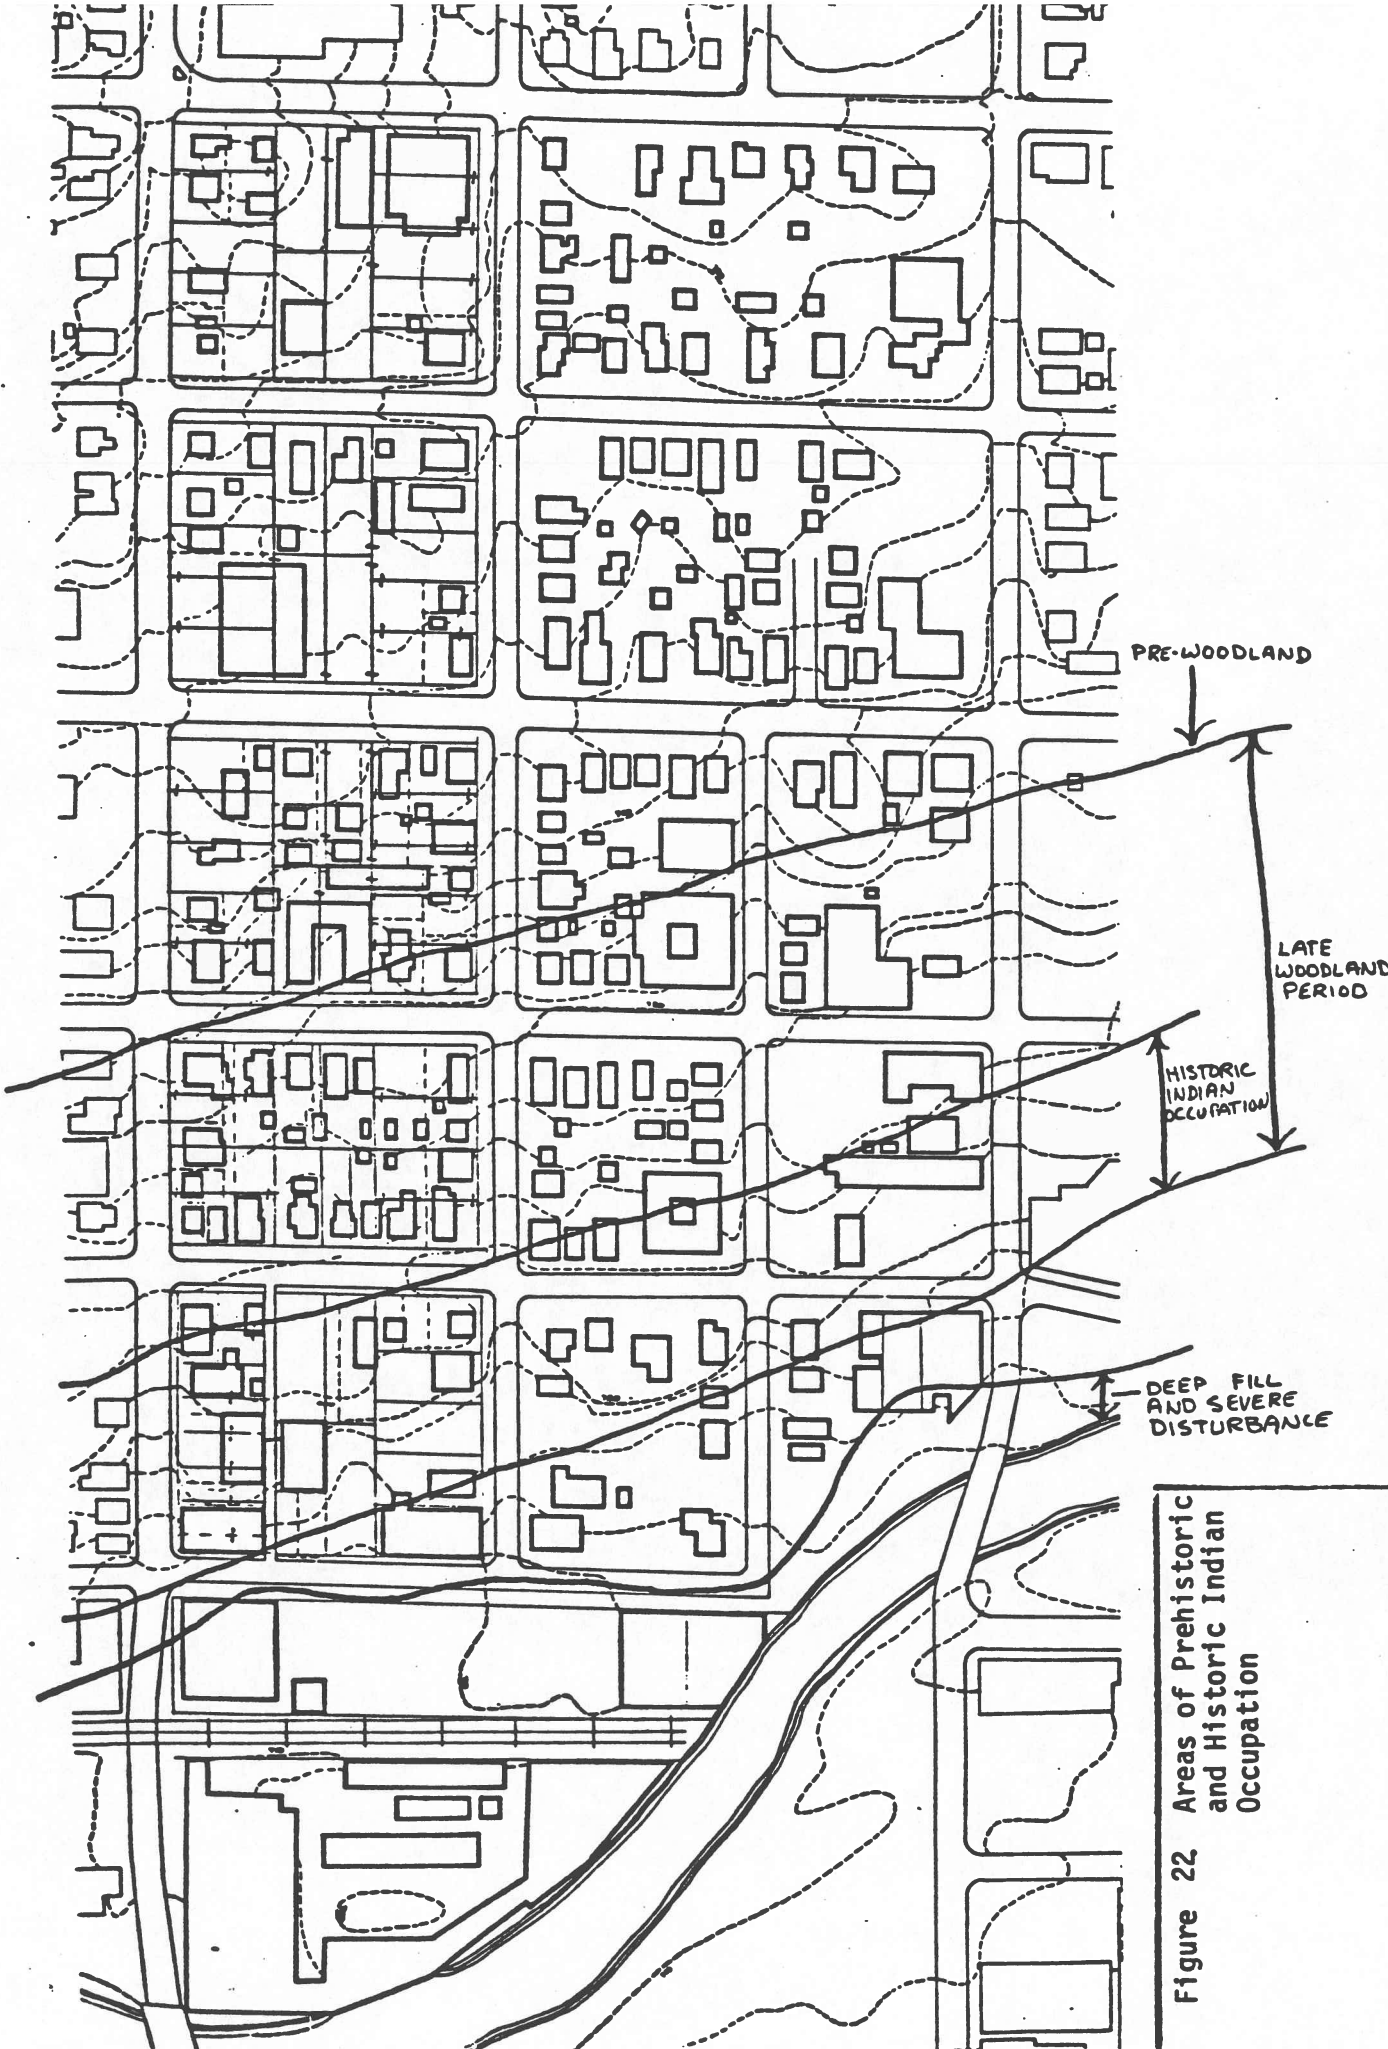 PRE-WOODLAND
LATE
WOODLAND
PERIOD
HISTORIC
INDIAN
OCCUPATION
DEEP FILL
AND SEVERE
DISTURBANCE
Figure 22 Areas of Prehistoric
and Historic Indian
Occupation